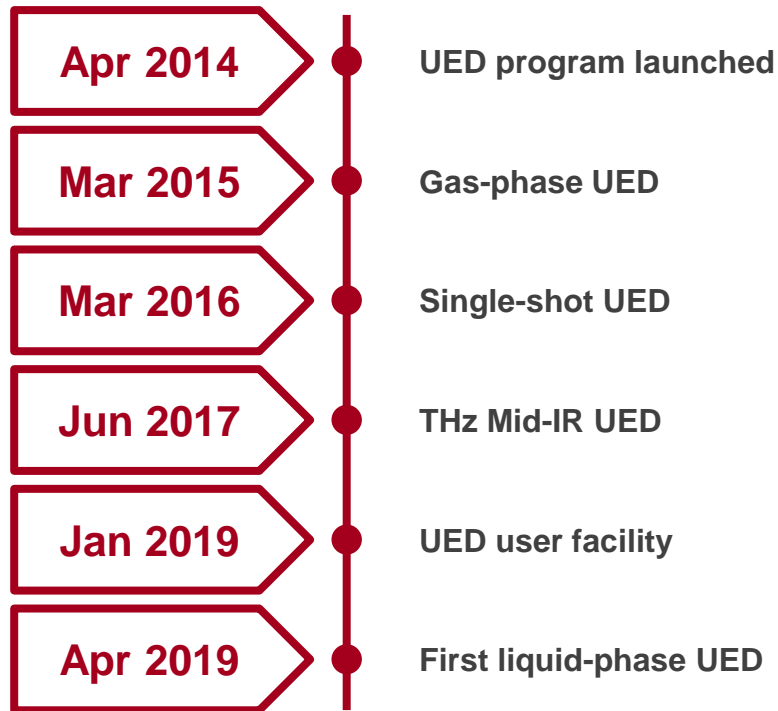 Apr 2014
UED program launched
Mar 2015
Gas-phase UED
Mar 2016
Single-shot UED
Jun 2017
THz Mid-IR UED
Jan 2019
UED user facility
Apr 2019
First liquid-phase UED